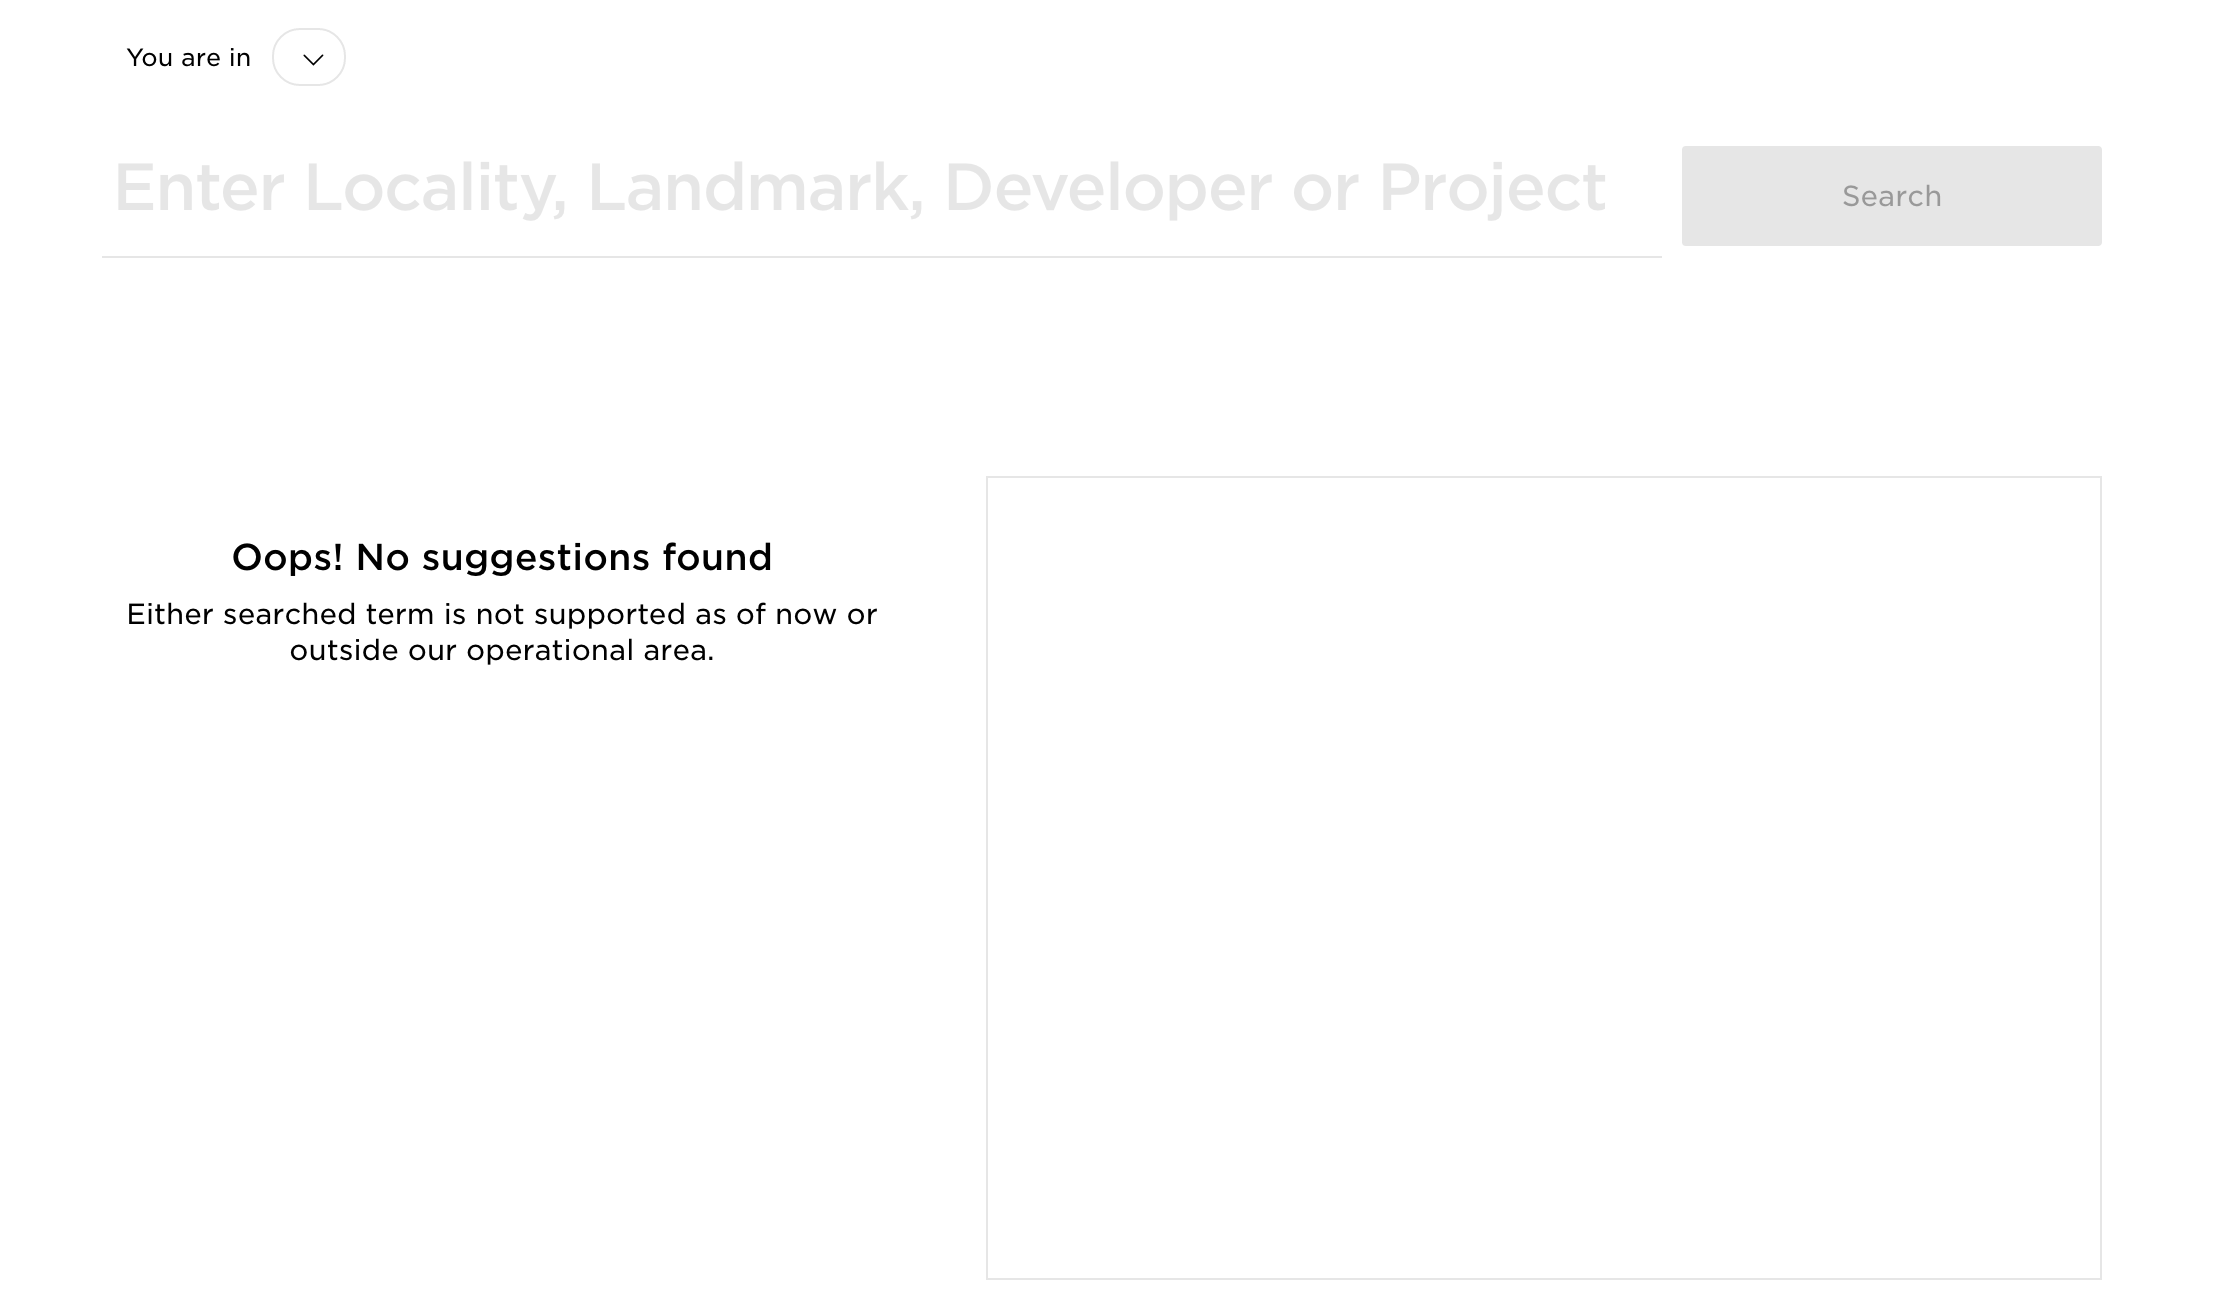 You are in
Enter Locality, Landmark, Developer or Project
Search
Oops! No suggestions found
Either searched term is not supported as of now or
outside our operational area.